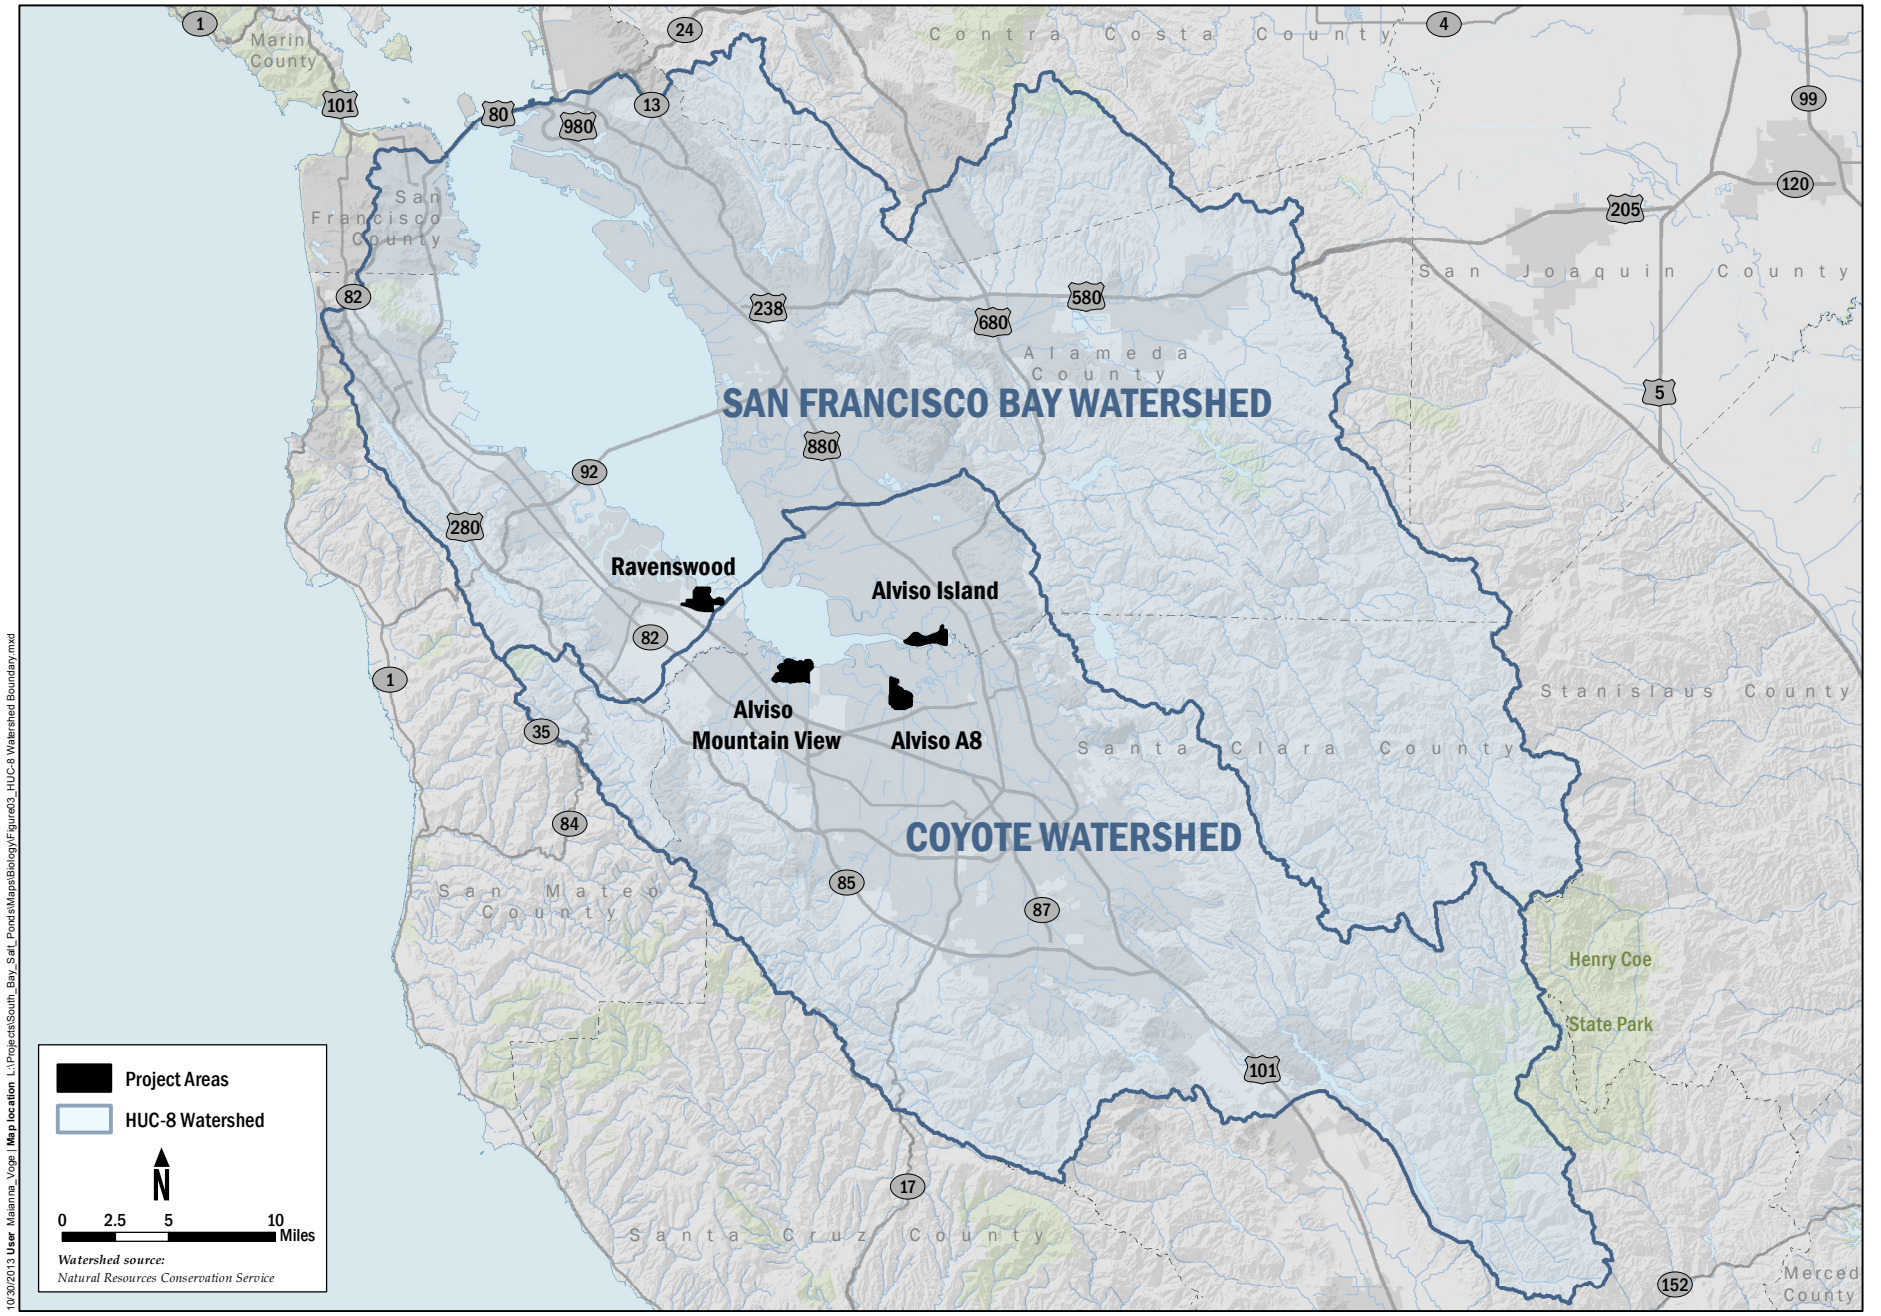 1
Marin
County
24
Contra Costa County
4
101
80
980
13
99
120
205
San
Francisco
County
San Joaquin County
82
238
680
580
Alameda
County
5
SAN FRANCISCO BAY WATERSHED
880
92
280
Ravenswood
Alviso Island
82
1
Stanislaus County
Alviso
Mountain View
Alviso A8
35
Santa Clara County
84
COYOTE WATERSHED
85
San Mateo
County
87
Henry Coe
State Park
101
17
Santa Cruz County
152
Merced
County
Project Areas
HUC-8 Watershed
N
0 2.5 5 10
Miles
Watershed source:
Natural Resources Conservation Service
10/30/2013 User Maianna_Voge | Map location L:\Projects\South_Bay_Salt_Ponds\Maps\Biology\Figure03_HUC-8 Watershed Boundary.mxd